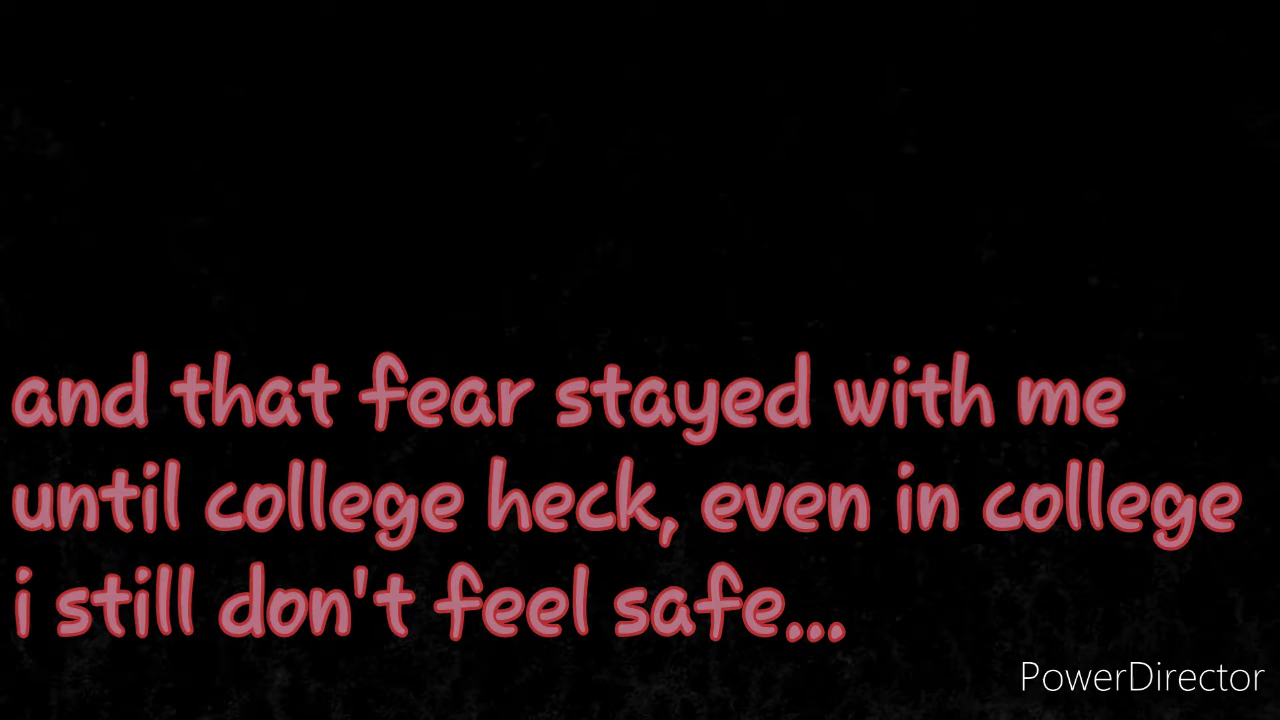 and that fear stayed with me
until college heck, even in college
i still don't feel safe...
PowerDirector